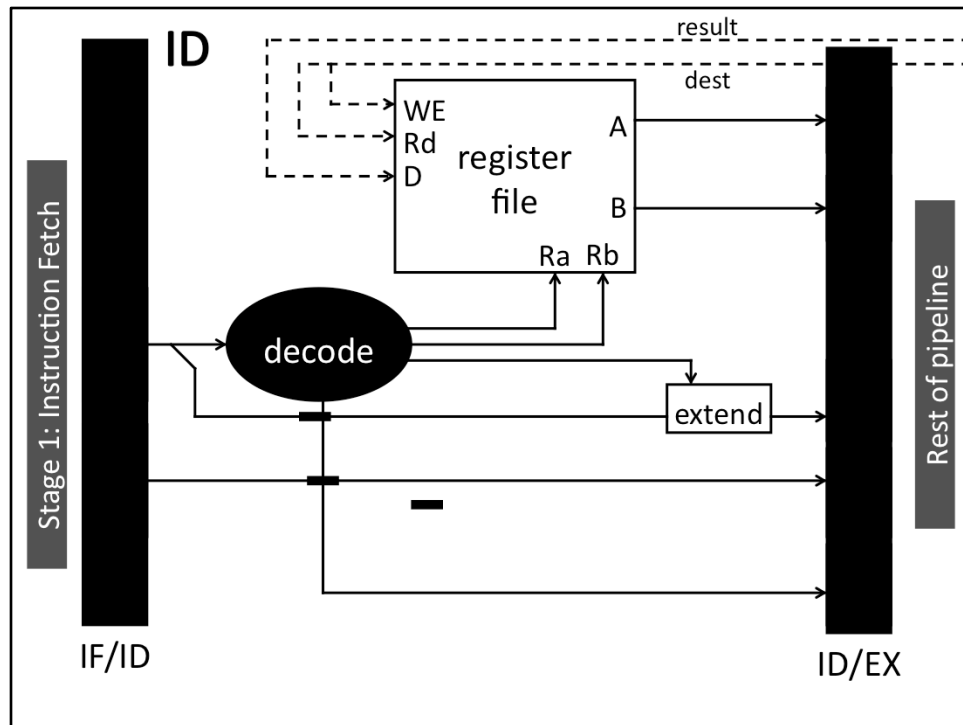 ID
result
dest
WE
Rd
D
register
file
A
B
Ra Rb
Stage 1: Instruction Fetch
decode
extend
Rest of pipeline
IF/ID
ID/EX